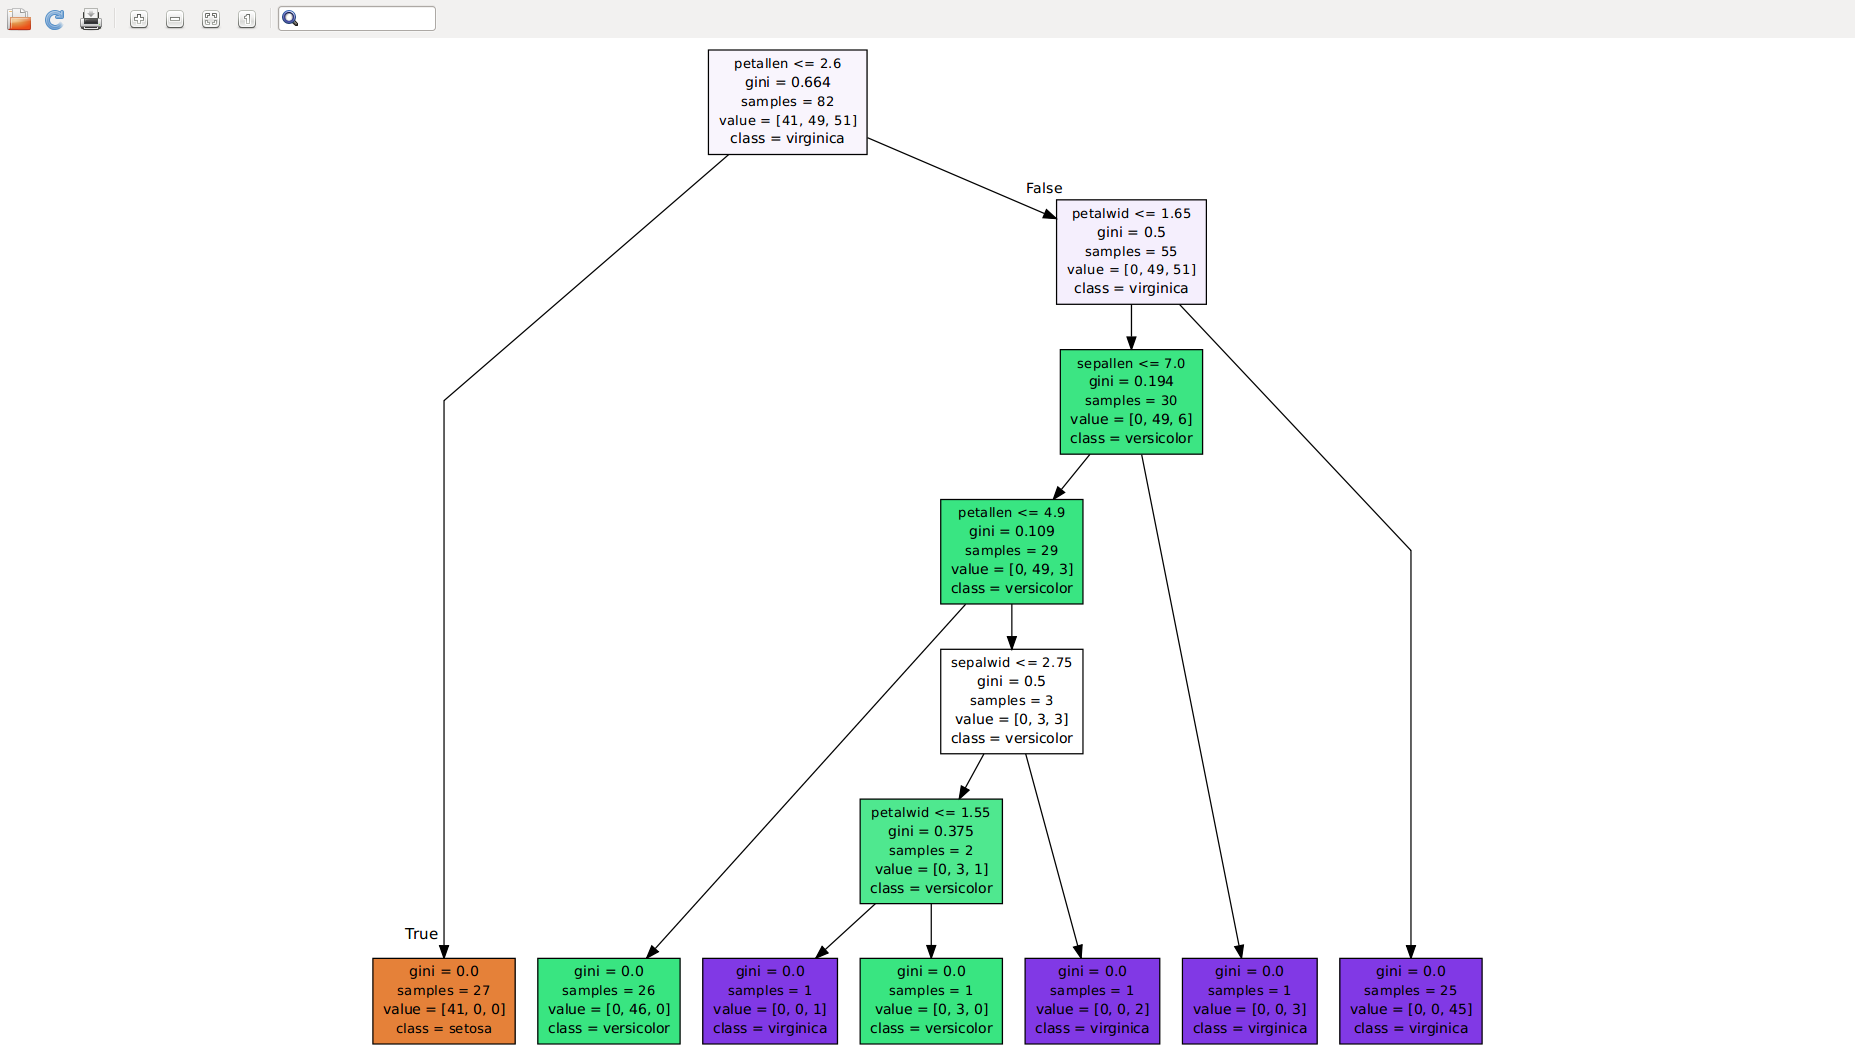 petallen <= 2.6
gini = 0.664
samples = 82
value = [41, 49, 51]
class = virginica
False
petalwid <= 1.65
gini = 0.5
samples = 55
value = [0, 49, 51]
class = virginica
sepallen <= 7.0
gini = 0.194
samples = 30
value = [0, 49, 6]
class = versicolor
petallen <= 4.9
gini = 0.109
samples = 29
value = [0, 49, 3]
class = versicolor
sepalwid <= 2.75
gini = 0.5
samples = 3
value = [0, 3, 3]
class = versicolor
petalwid <= 1.55
gini = 0.375
samples = 2
value = [0, 3, 1]
class = versicolor
True
gini = 0.0
samples = 27
value = [41, 0, 0]
class = setosa
gini = 0.0
samples = 26
value = [0, 46, 0]
class = versicolor
gini = 0.0
samples = 1
value = [0, 0, 1]
class = virginica
gini = 0.0
samples = 1
value = [0, 3, 0]
class = versicolor
gini = 0.0
samples = 1
value = [0, 0, 2]
class = virginica
gini = 0.0
samples = 1
value = [0, 0, 3]
class = virginica
gini = 0.0
samples = 25
value = [0, 0, 45]
class = virginica